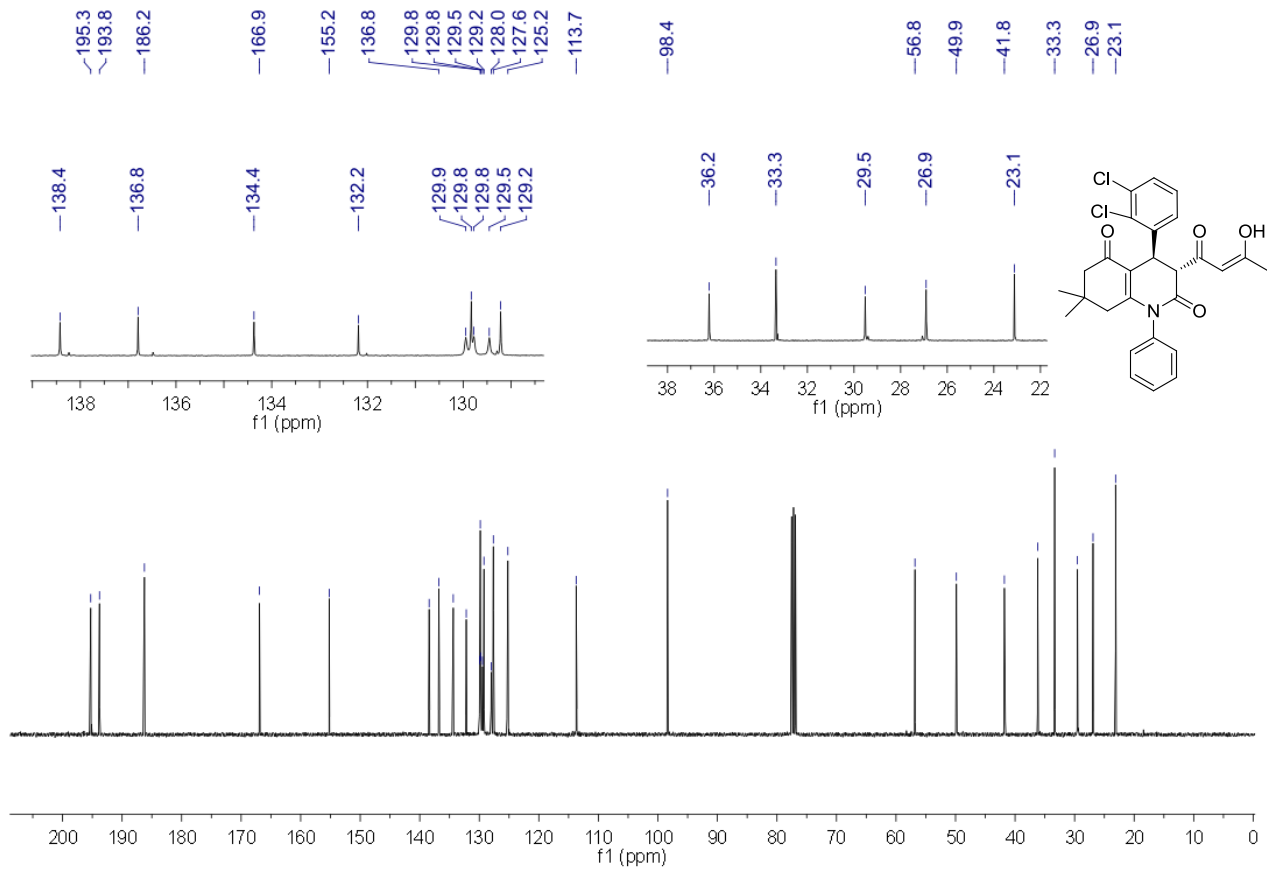 195.3 193.8 186.2 166.9 155.2 136.8 129.8 129.8 129.5 129.2 128.0 127.6 125.2 113.7 98.4 56.8 49.9 41.8 33.3 26.9 23.1
138.4 136.8 134.4 132.2 129.9 129.8 129.8 129.5 129.2
138 136 134 132 130
f1 (ppm)
36.2 33.3 29.5 26.9 23.1
38 36 34 32 30 28 26 24 22
f1 (ppm)
Cl
Cl
O O OH
N O
200 190 180 170 160 150 140 130 120 110 100 90 80 70 60 50 40 30 20 10 0
f1 (ppm)